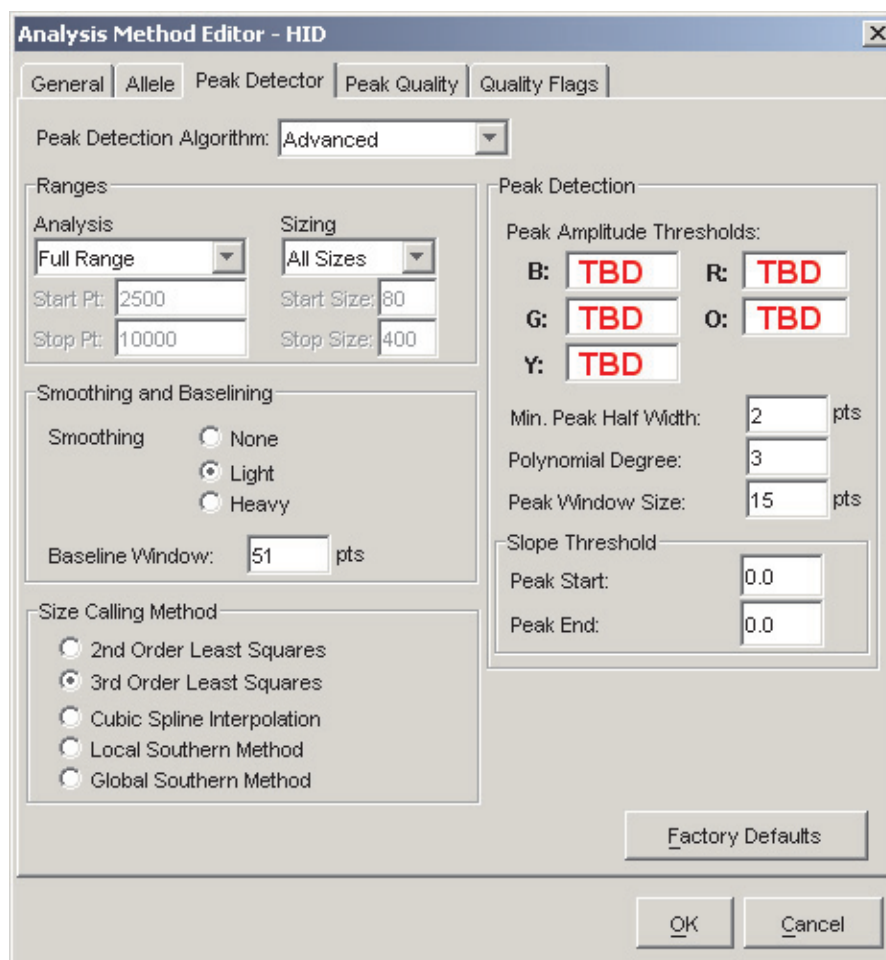 Analysis Method Editor - HID
General Allele Peak Detector Peak Quality Quality Flags
Peak Detection Algorithm: Advanced
Ranges
Analysis Sizing
Full Range All Sizes
Start Pt: 2500 Start Size: 80
Stop Pt: 10000 Stop Size: 400
Smoothing and Baselining
Smoothing None
Light
Heavy
Baseline Window: 51 pts
Size Calling Method
2nd Order Least Squares
3rd Order Least Squares
Cubic Spline Interpolation
Local Southern Method
Global Southern Method
Peak Detection
Peak Amplitude Thresholds:
B: TBD R: TBD
G: TBD O: TBD
Y: TBD
Min. Peak Half Width: 2 pts
Polynomial Degree: 3
Peak Window Size: 15 pts
Slope Threshold
Peak Start: 0.0
Peak End: 0.0
Factory Defaults
OK Cancel